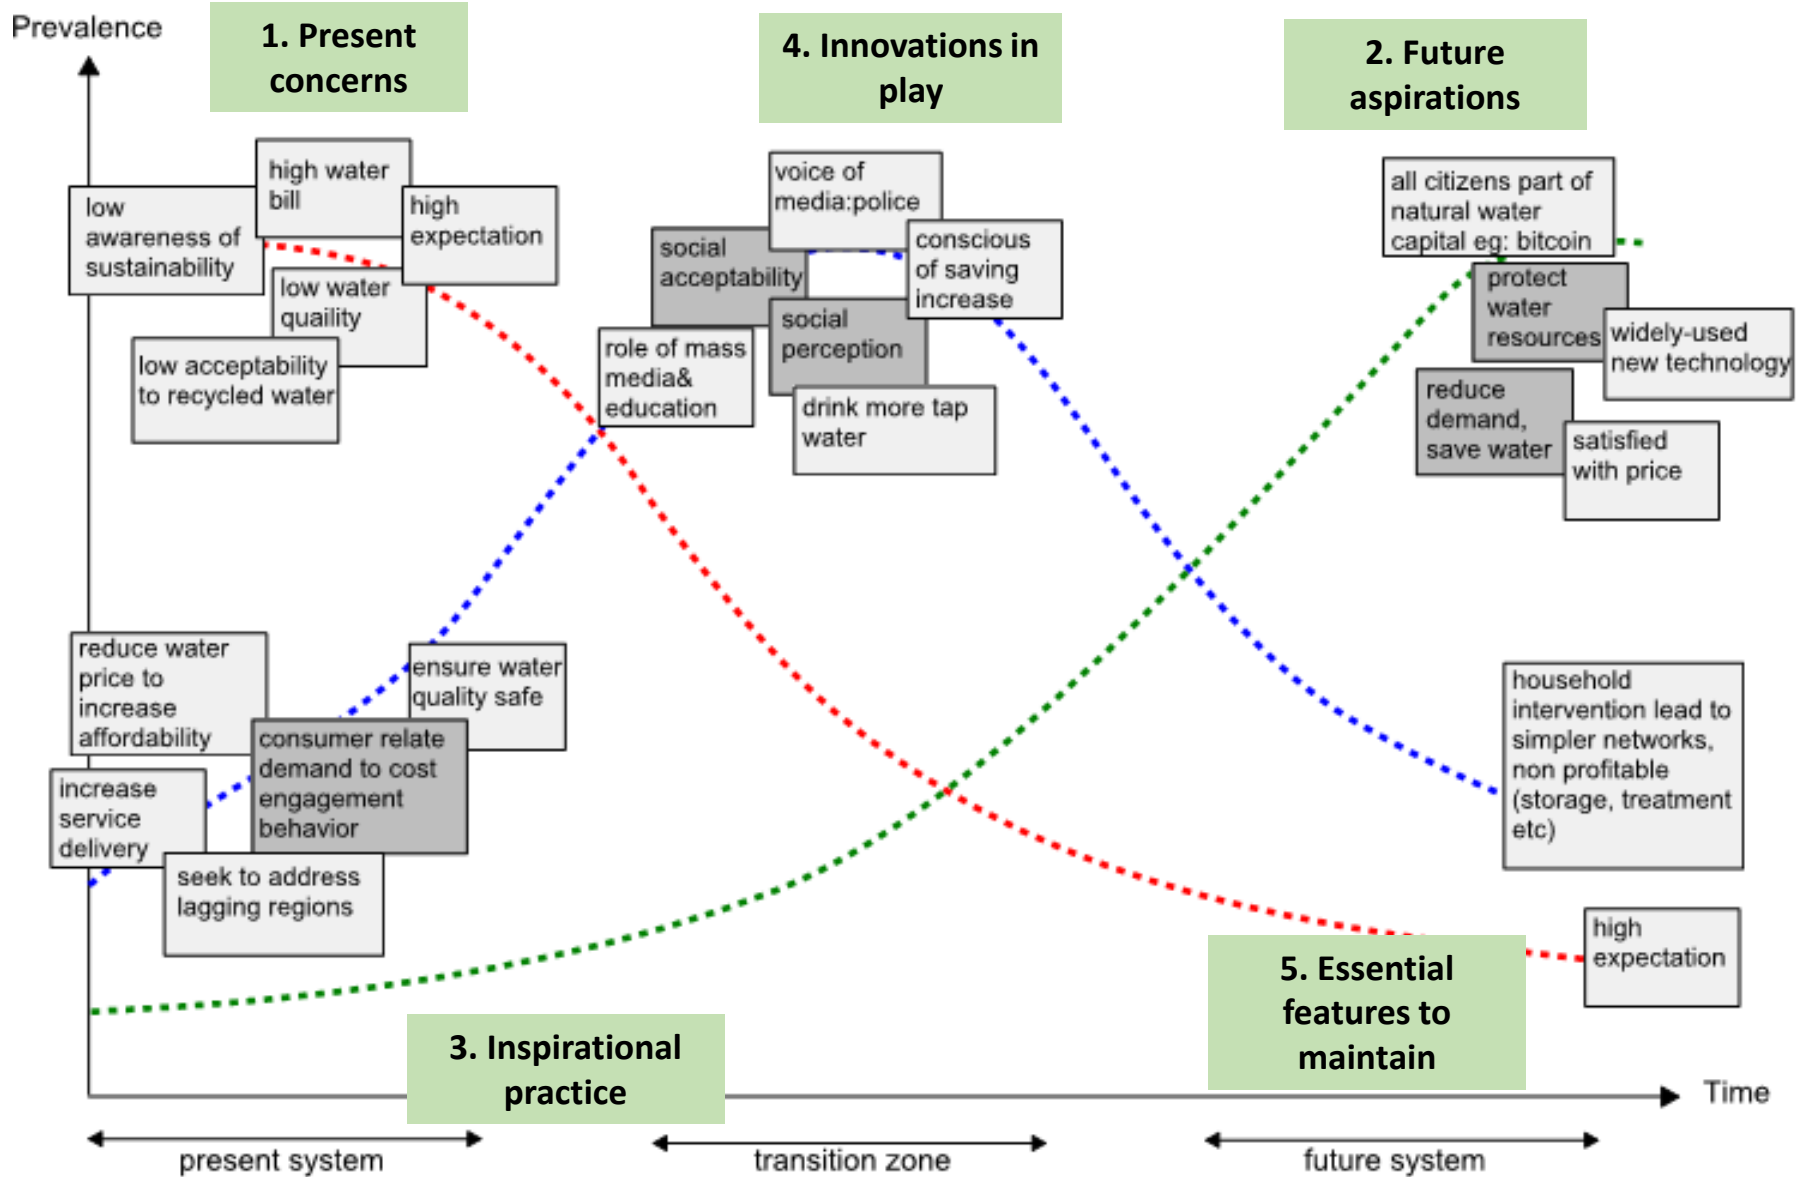 Prevalence
1. Present
concerns
4. Innovations in
play
2. Future
aspirations
high water
bill
low
awareness of
sustainability
high
expectation
low water
quaility
low acceptability
to recycled water
voice of
media:police
social
acceptability
conscious
of saving
increase
social
perception
role of mass
media&
education
drink more tap
water
all citizens part of
natural water
capital eg: bitcoin
protect
water
resources
widely-used
new technology
reduce
demand,
save water
satisfied
with price
reduce water
price to
increase
affordability
ensure water
quality safe
consumer relate
demand to cost
engagement
behavior
increase
service
delivery
seek to address
lagging regions
household
intervention lead to
simpler networks,
non profitable
(storage, treatment
etc)
high
expectation
5. Essential
features to
maintain
3. Inspirational
practice
Time
present system
transition zone
future system